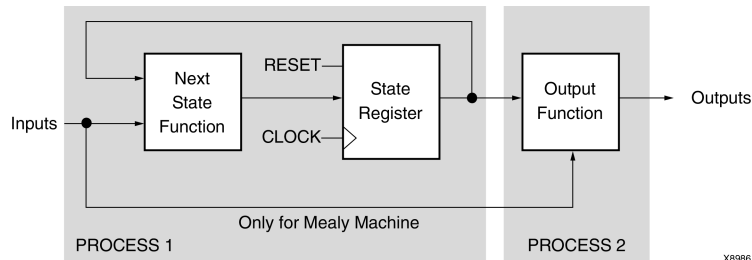 RESET
Next
State
Function
State
Register
Output
Function
Inputs
Outputs
CLOCK
Only for Mealy Machine
PROCESS 1
PROCESS 2
X8986